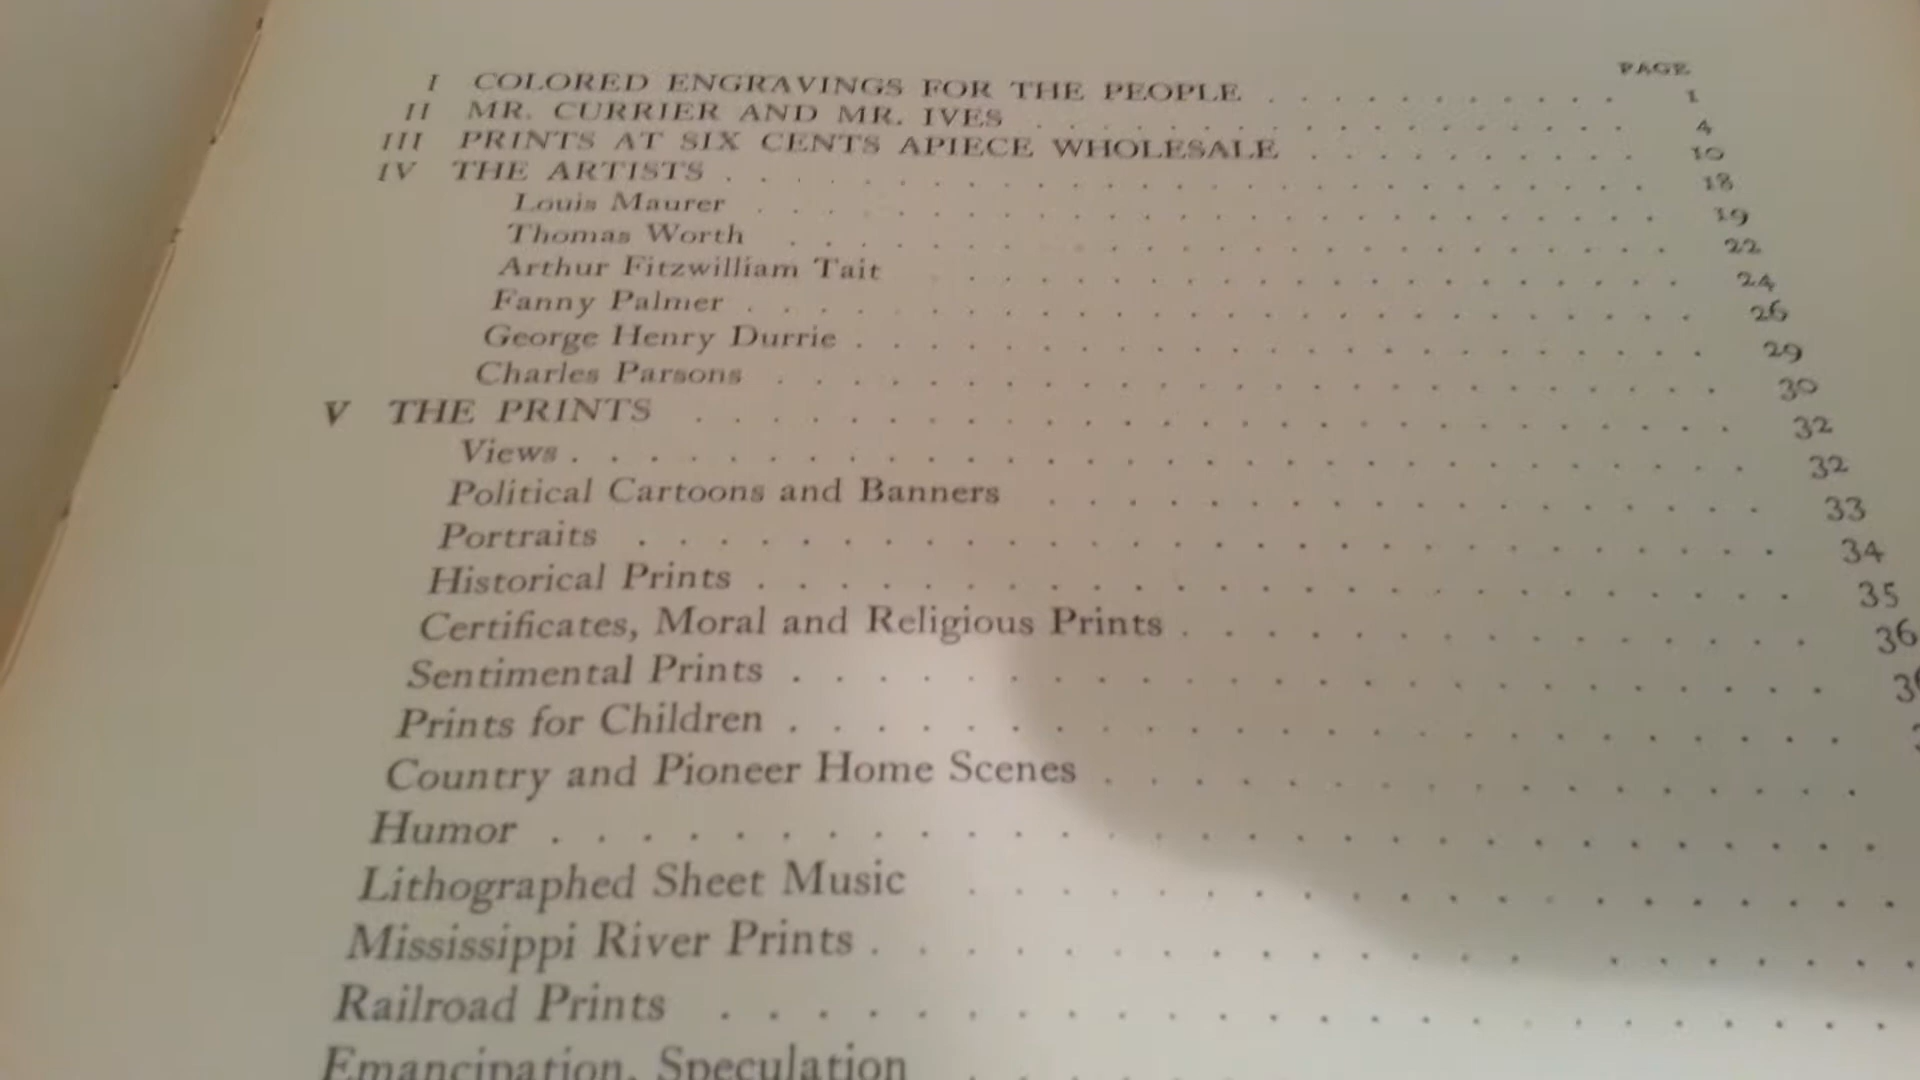 PAGE
I COLORED ENGRAVINGS FOR THE PEOPLE . . . . . . . . . . . 1
II MR. CURRIER AND MR. IVES . . . . . . . . . . . . . . . . 4
III PRINTS AT SIX CENTS APIECE WHOLESALE . . . . . . . . . . 10
IV THE ARTISTS . . . . . . . . . . . . . . . . . . . . 18
Louis Maurer . . . . . . . . . . . . . . . . . . . 19
Thomas Worth . . . . . . . . . . . . . . . . . . . 22
Arthur Fitzwilliam Tait . . . . . . . . . . . . . . . . 24
Fanny Palmer . . . . . . . . . . . . . . . . . . . . 26
George Henry Durrie . . . . . . . . . . . . . . . . . . 29
Charles Parsons . . . . . . . . . . . . . . . . . . . 30
V THE PRINTS . . . . . . . . . . . . . . . . . . . . 32
Views . . . . . . . . . . . . . . . . . . . . . . . 32
Political Cartoons and Banners . . . . . . . . . . . . . . . 33
Portraits . . . . . . . . . . . . . . . . . . . . . 34
Historical Prints . . . . . . . . . . . . . . . . . . . 35
Certificates, Moral and Religious Prints . . . . . . . . . . . . . 36
Sentimental Prints . . . . . . . . . . . . . . . . . . .
Prints for Children . . . . . . . . . . . . . . . . . . .
Country and Pioneer Home Scenes . . . . . . . . . . . . . .
Humor . . . . . . . . . . . . . . . . . . . . .
Lithographed Sheet Music . . . . . . . . . . . . . . . .
Mississippi River Prints . . . . . . . . . . . . . . . . .
Railroad Prints . . . . . . . . . . . . . . . . . .
Emancipation, Speculation . . .